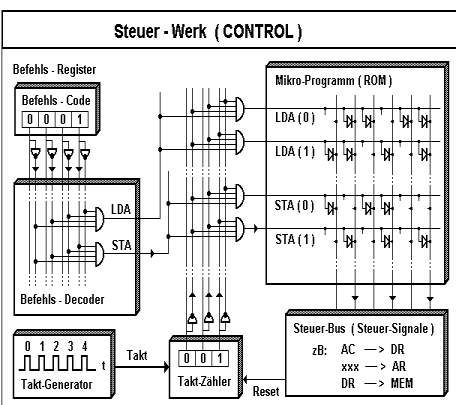 Steuer - Werk ( CONTROL )
Befehls - Register
Befehls - Code
0 0 0 1
LDA
STA
Befehls - Decoder
Mikro-Programm ( ROM )
LDA ( 0 )
LDA ( 1 )
STA ( 0 )
STA ( 1 )
0 1 2 3 4
t
Takt-Generator
Takt
0 0 1
Takt-Zähler
Reset
Steuer-Bus ( Steuer-Signale )
zB: AC —> DR
xxx —> AR
DR —> MEM